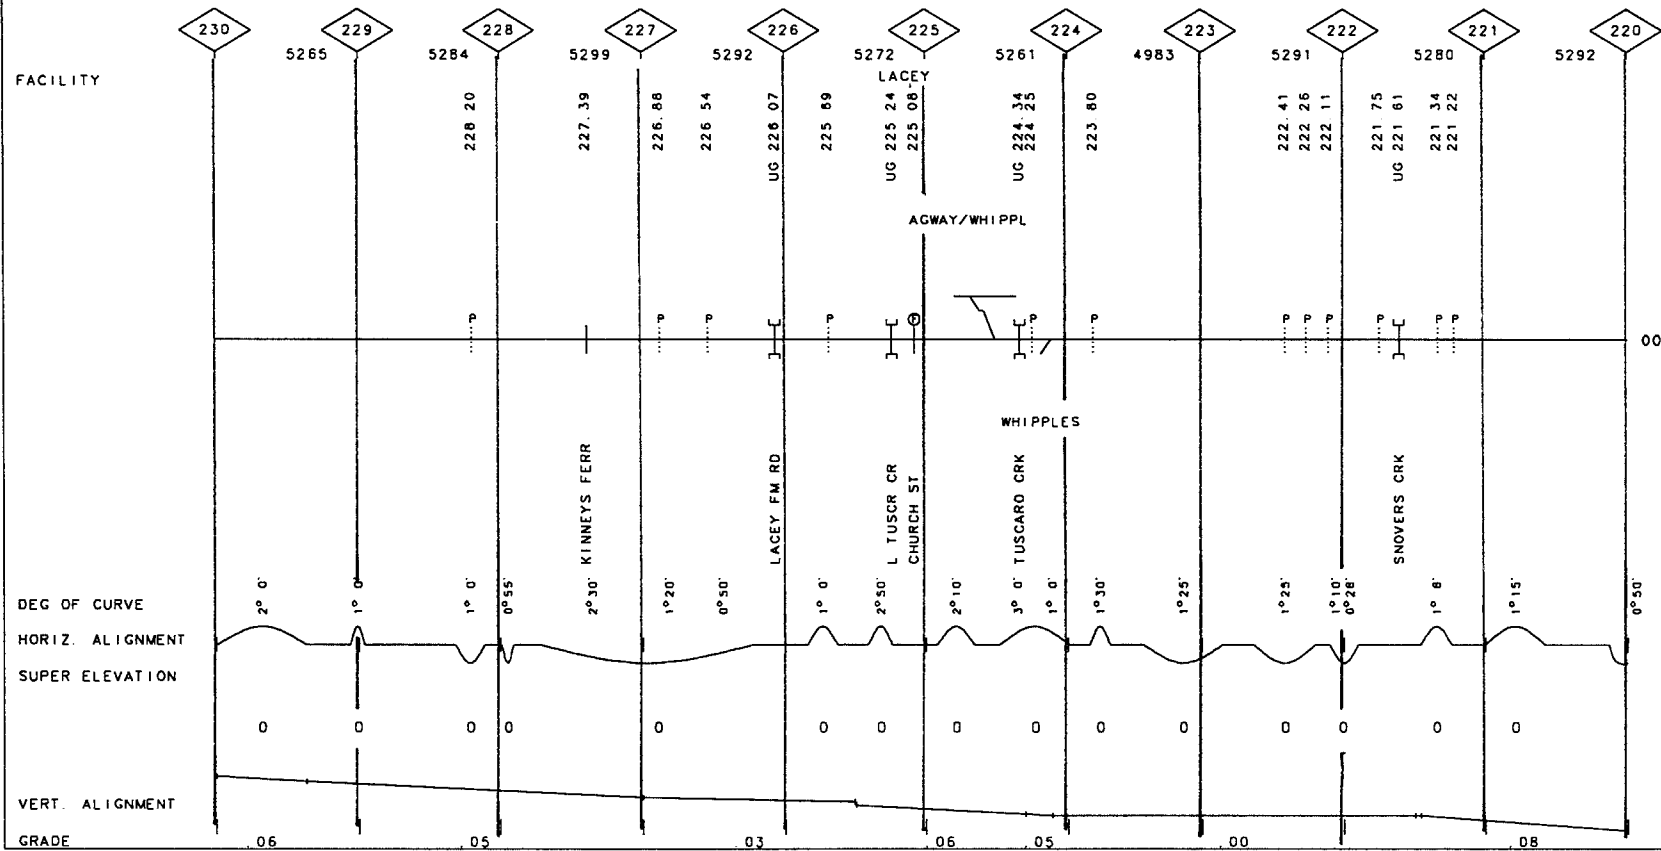 230 229 228 227 226 225 224 223 222 221 220
5265 5284 5299 5292 5272 5261 4983 5291 5280 5292
FACILITY
LACEY
228 20
227.39
226.88
226 54
UG 226 07
225 69
UG 225 24
225 08
UG 224.34
224 25
223.80
222.41
222 26
222 11
221.75
UG 221 61
221 34
221 22
AGWAY/WHIPPL
P P P P P P P P P P P P
00
WHIPPLES
KINNEYS FERR
LACEY FM RD
L TUSCR CR
CHURCH ST
TUSCARO CRK
SNOVERS CRK
DEG OF CURVE
2° 0' 1° 0' 1° 0' 0°55' 2°30' 1°20' 0°50' 1° 0' 2°50' 2°10' 3° 0' 1° 0' 1°30' 1°25' 1°25' 1°10' 0°28' 1° 8' 1°15' 0°50'
HORIZ. ALIGNMENT
SUPER ELEVATION
0 0 0 0 0 0 0 0 0 0 0 0 0 0 0
VERT. ALIGNMENT
GRADE
.06 .05 .03 .06 .05 .00 .08